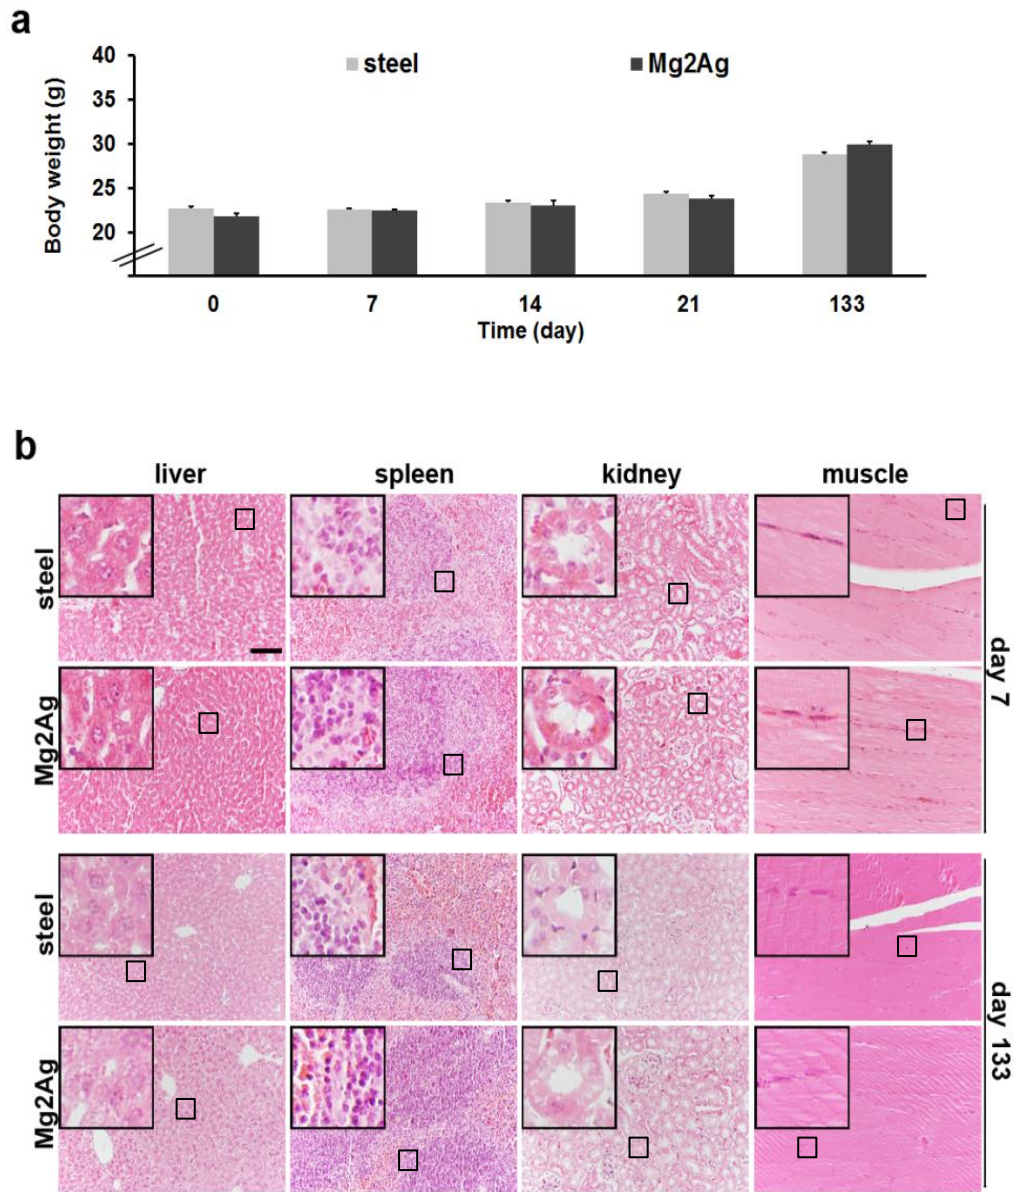 a
40
35
30
25
20
Body weight (g)
steel
Mg2Ag
0 7 14 21 133
Time (day)
b
liver spleen kidney muscle
steel
Mg2Ag
day 7
steel
Mg2Ag
day 133